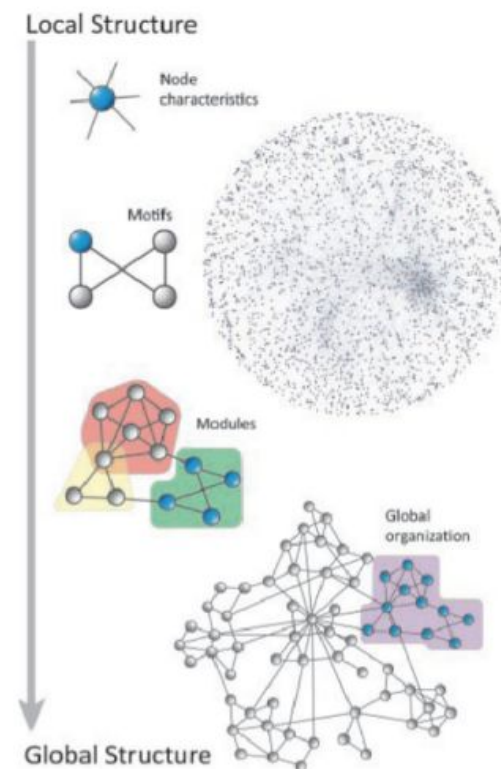 Local Structure
Node
characteristics
Motifs
Modules
Global
organization
Global Structure